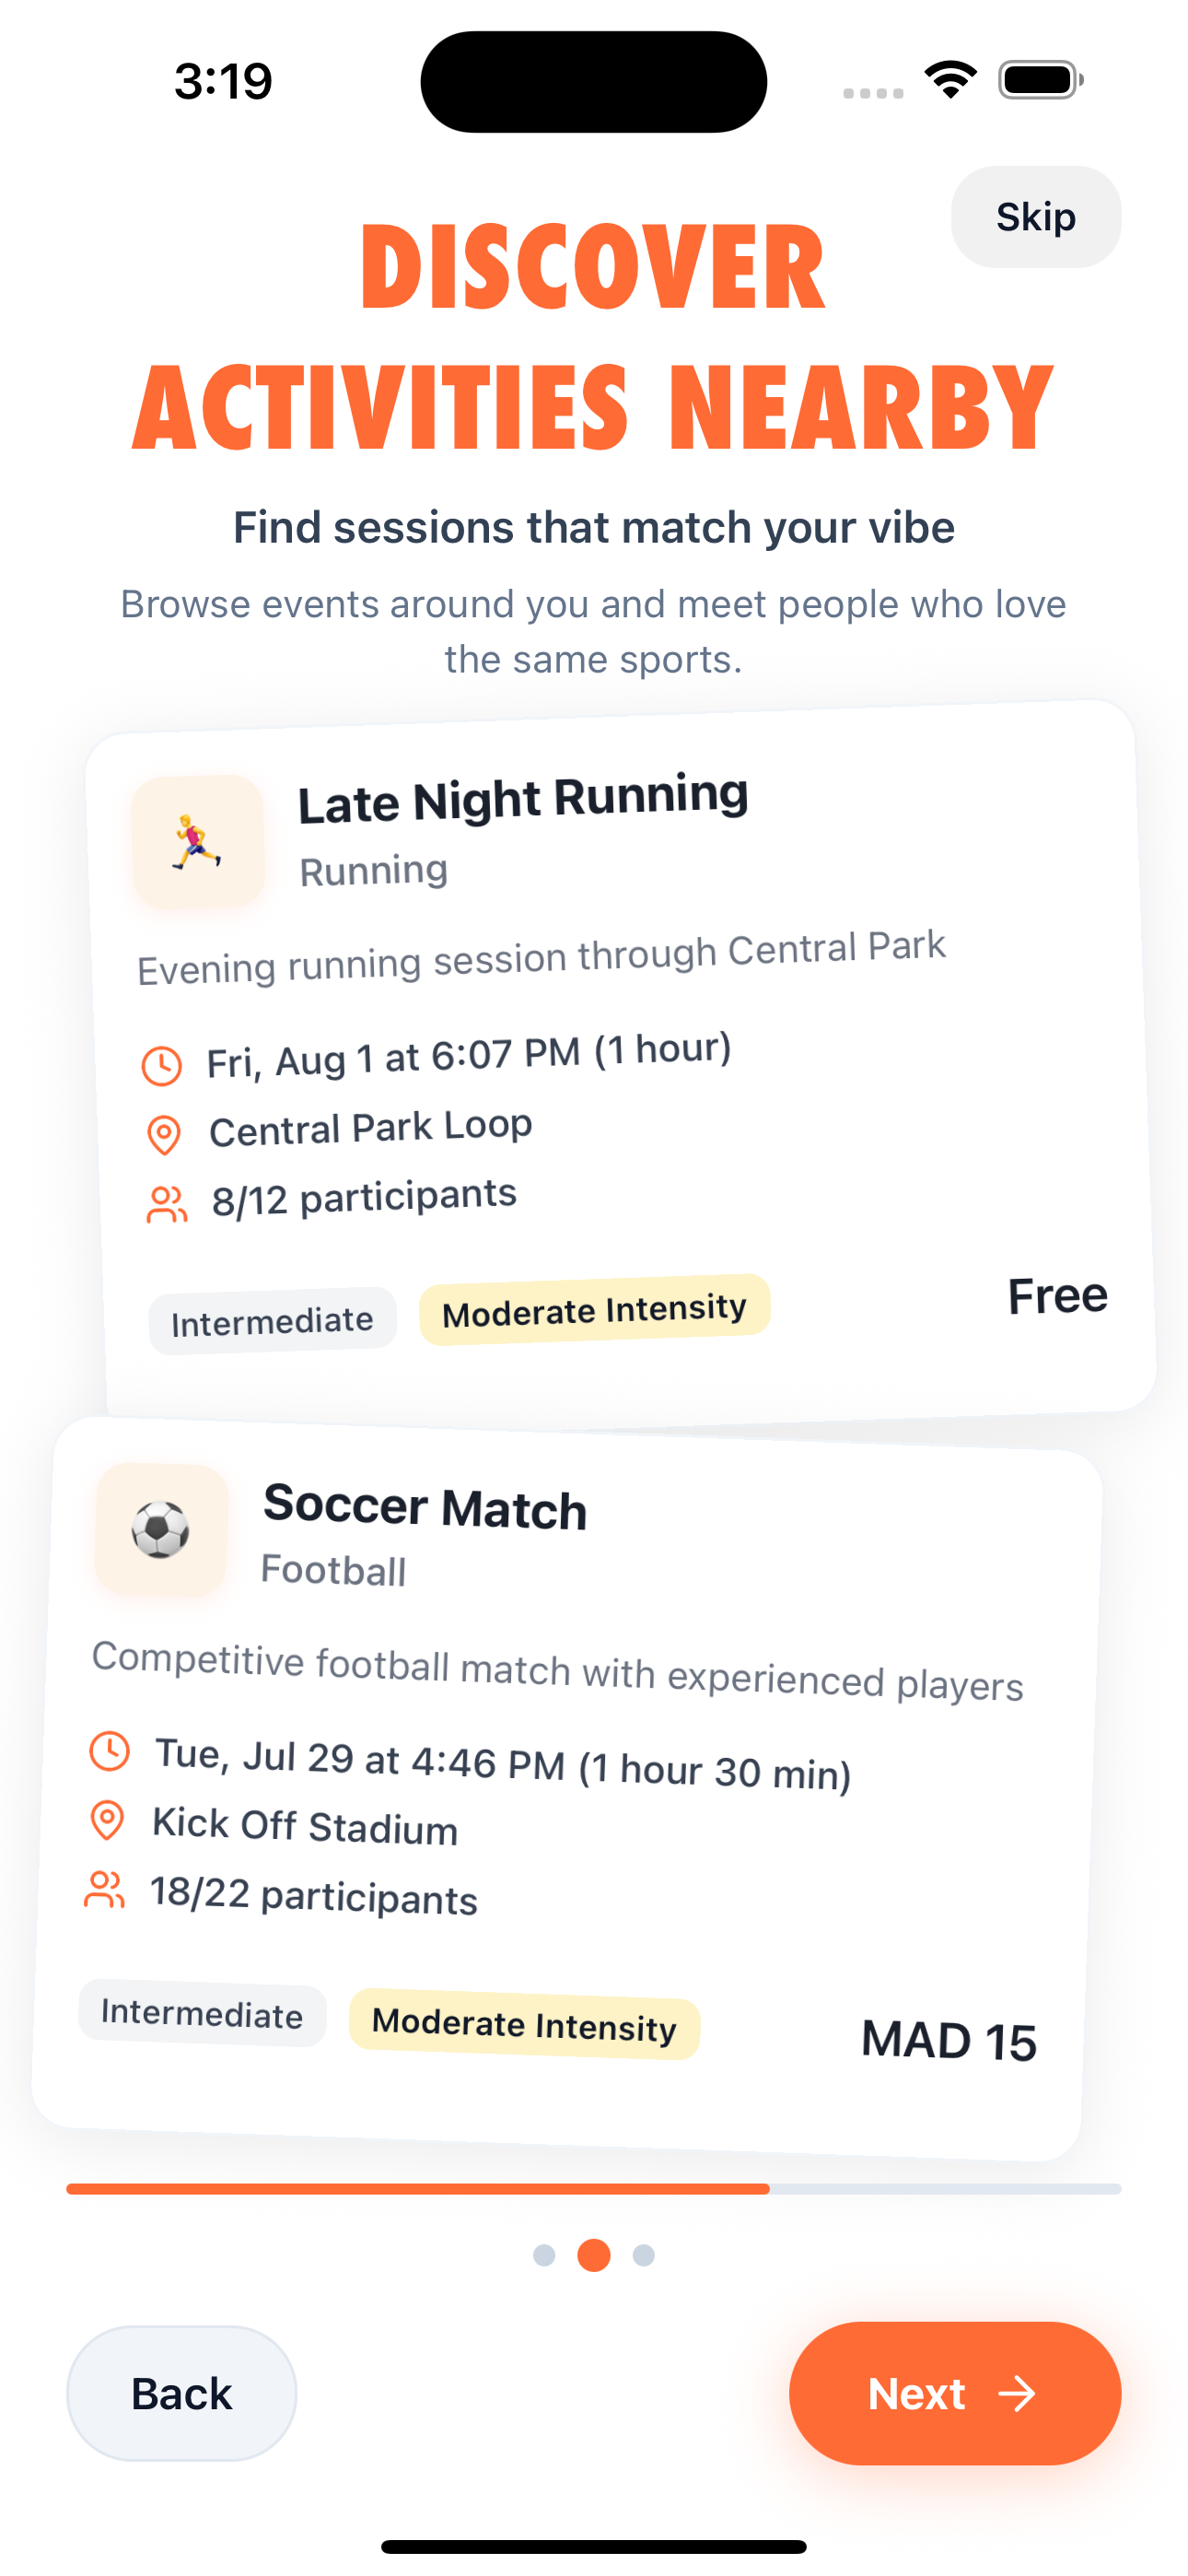 3:19
Skip
DISCOVER
ACTIVITIES NEARBY
Find sessions that match your vibe
Browse events around you and meet people who love
the same sports.
Late Night Running
Running
Evening running session through Central Park
Fri, Aug 1 at 6:07 PM (1 hour)
Central Park Loop
8/12 participants
Intermediate
Moderate Intensity
Free
Soccer Match
Football
Competitive football match with experienced players
Tue, Jul 29 at 4:46 PM (1 hour 30 min)
Kick Off Stadium
18/22 participants
Intermediate
Moderate Intensity
MAD 15
Back
Next